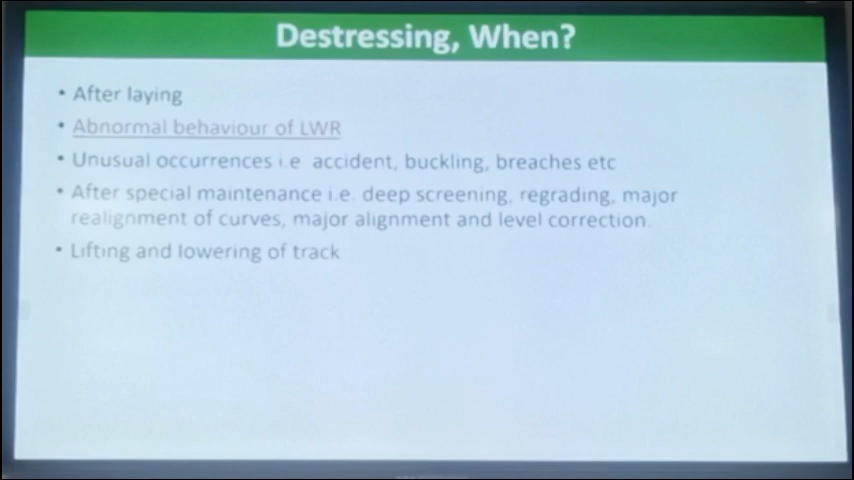 Destressing, When?
• After laying
• Abnormal behaviour of LWR
• Unusual occurrences i.e accident, buckling, breaches etc
• After special maintenance i.e. deep screening, regrading, major
realignment of curves, major alignment and level correction.
• Lifting and lowering of track